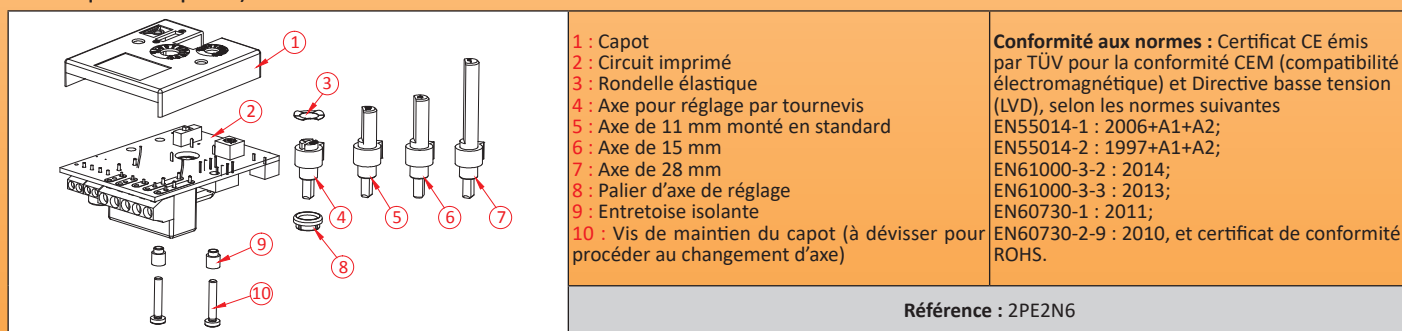 1
2
3
4
5
6
7
8
9
10
1 : Capot
2 : Circuit imprimé
3 : Rondelle élastique
4 : Axe pour réglage par tournevis
5 : Axe de 11 mm monté en standard
6 : Axe de 15 mm
7 : Axe de 28 mm
8 : Palier d’axe de réglage
9 : Entretoise isolante
10 : Vis de maintien du capot (à dévisser pour
procéder au changement d’axe)
Conformité aux normes : Certificat CE émis
par TÜV pour la conformité CEM (compatibilité
électromagnétique) et Directive basse tension
(LVD), selon les normes suivantes
EN55014-1 : 2006+A1+A2;
EN55014-2 : 1997+A1+A2;
EN61000-3-2 : 2014;
EN61000-3-3 : 2013;
EN60730-1 : 2011;
EN60730-2-9 : 2010, et certificat de conformité
ROHS.
Référence : 2PE2N6